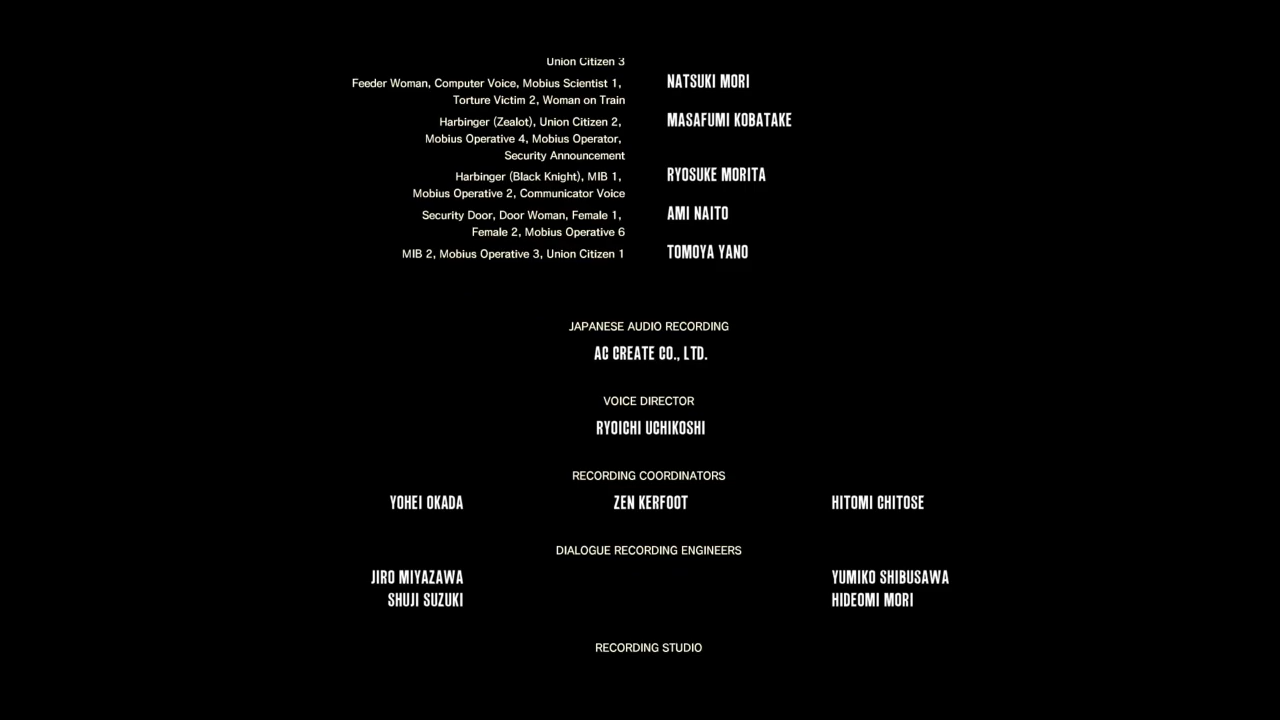 Union Citizen 3
Feeder Woman, Computer Voice, Mobius Scientist 1, NATSUKI MORI
Torture Victim 2, Woman on Train
Harbinger (Zealot), Union Citizen 2, MASAFUMI KOBATAKE
Mobius Operative 4, Mobius Operator,
Security Announcement
Harbinger (Black Knight), MIB 1, RYOSUKE MORITA
Mobius Operative 2, Communicator Voice
Security Door, Door Woman, Female 1, AMI NAITO
Female 2, Mobius Operative 6
MIB 2, Mobius Operative 3, Union Citizen 1 TOMOYA YANO
JAPANESE AUDIO RECORDING
AC CREATE CO., LTD.
VOICE DIRECTOR
RYOICHI UCHIKOSHI
RECORDING COORDINATORS
YOHEI OKADA ZEN KERFOOT HITOMI CHITOSE
DIALOGUE RECORDING ENGINEERS
JIRO MIYAZAWA YUMIKO SHIBUSAWA
SHUJI SUZUKI HIDEOMI MORI
RECORDING STUDIO